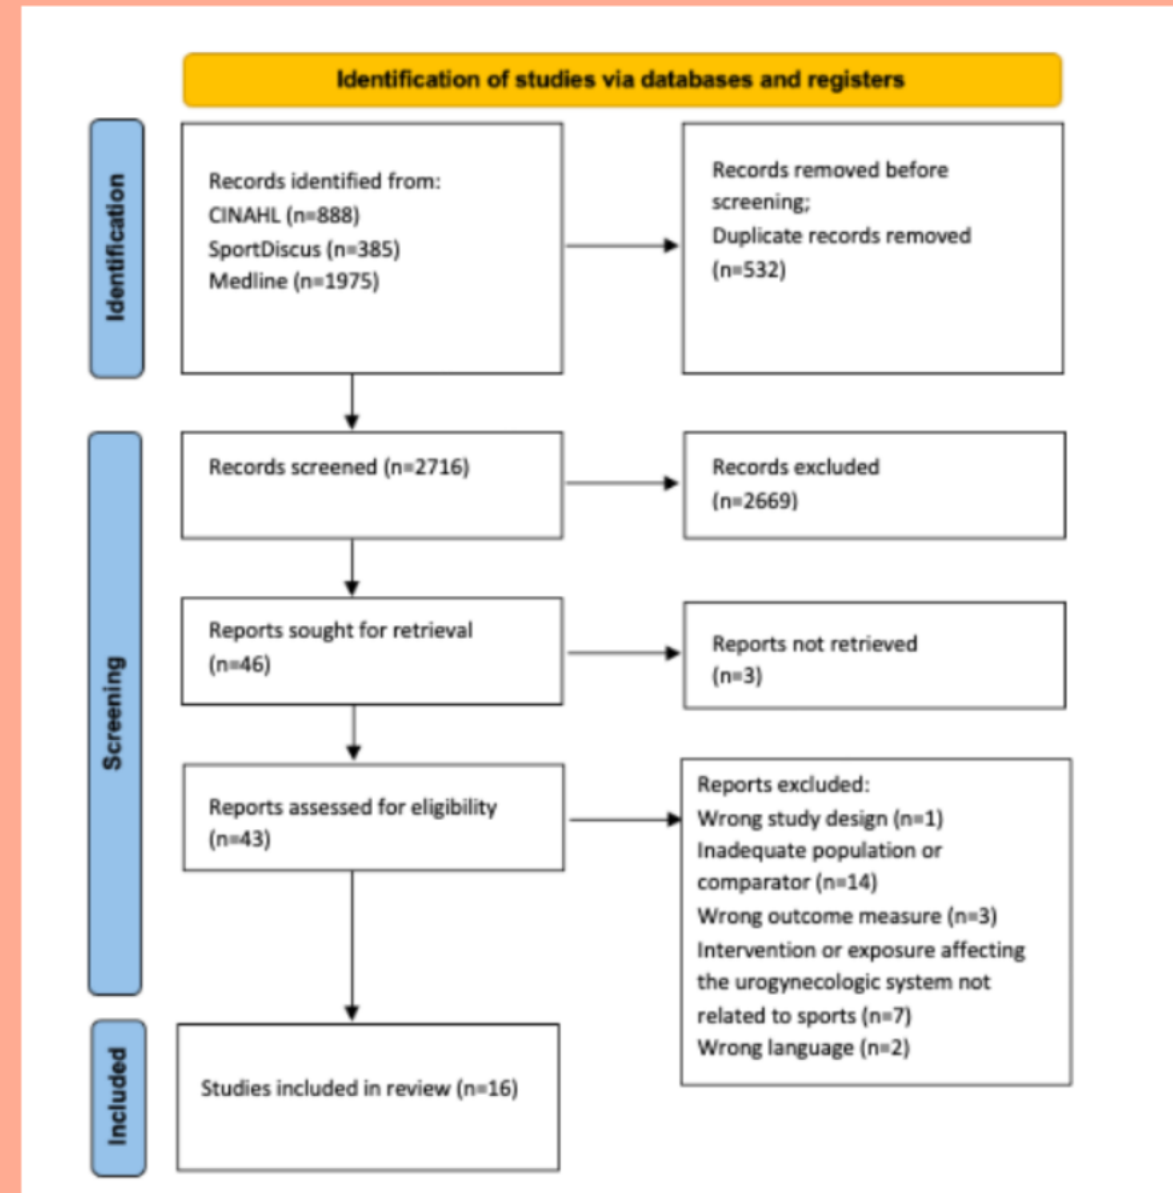 Identification of studies via databases and registers
Identification
Records identified from:
CINAHL (n=888)
SportDiscus (n=385)
Medline (n=1975)
Records removed before
screening;
Duplicate records removed
(n=532)
Screening
Records screened (n=2716)
Records excluded
(n=2669)
Reports sought for retrieval
(n=46)
Reports not retrieved
(n=3)
Reports assessed for eligibility
(n=43)
Reports excluded:
Wrong study design (n=1)
Inadequate population or
comparator (n=14)
Wrong outcome measure (n=3)
Intervention or exposure affecting
the urogynecologic system not
related to sports (n=7)
Wrong language (n=2)
Included
Studies included in review (n=16)